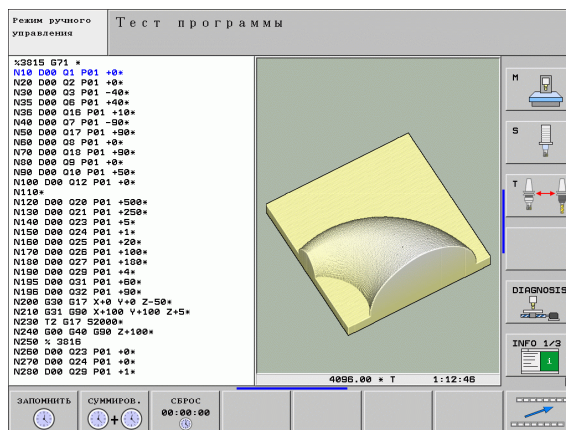 Режим ручного
управления
Тест программы
%3815 G71 *
N10 D00 Q1 P01 +0*
N20 D00 Q2 P01 +0*
N30 D00 Q3 P01 -40*
N35 D00 Q6 P01 +40*
N36 D00 Q16 P01 +10*
N40 D00 Q7 P01 -90*
N50 D00 Q17 P01 +90*
N60 D00 Q8 P01 +0*
N70 D00 Q18 P01 +90*
N80 D00 Q9 P01 +0*
N90 D00 Q10 P01 +50*
N100 D00 Q12 P01 +0*
N110*
N120 D00 Q20 P01 +500*
N130 D00 Q21 P01 +250*
N140 D00 Q23 P01 +5*
N150 D00 Q24 P01 +1*
N160 D00 Q25 P01 +20*
N170 D00 Q26 P01 +100*
N180 D00 Q27 P01 +180*
N190 D00 Q29 P01 +4*
N195 D00 Q31 P01 +60*
N196 D00 Q32 P01 +90*
N200 G30 G17 X+0 Y+0 Z-50*
N210 G31 G90 X+100 Y+100 Z+5*
N230 T2 G17 S2000*
N240 G00 G40 G90 Z+100*
N250 % 3816
N260 D00 Q23 P01 +0*
N270 D00 Q24 P01 +0*
N280 D00 Q29 P01 +1*
4096.00 * T 1:12:46
M
S
T
DIAGNOSIS
INFO 1/3
i
ЗАПОМНИТЬ
СУММИРОВ.
+
СБРОС
00:00:00